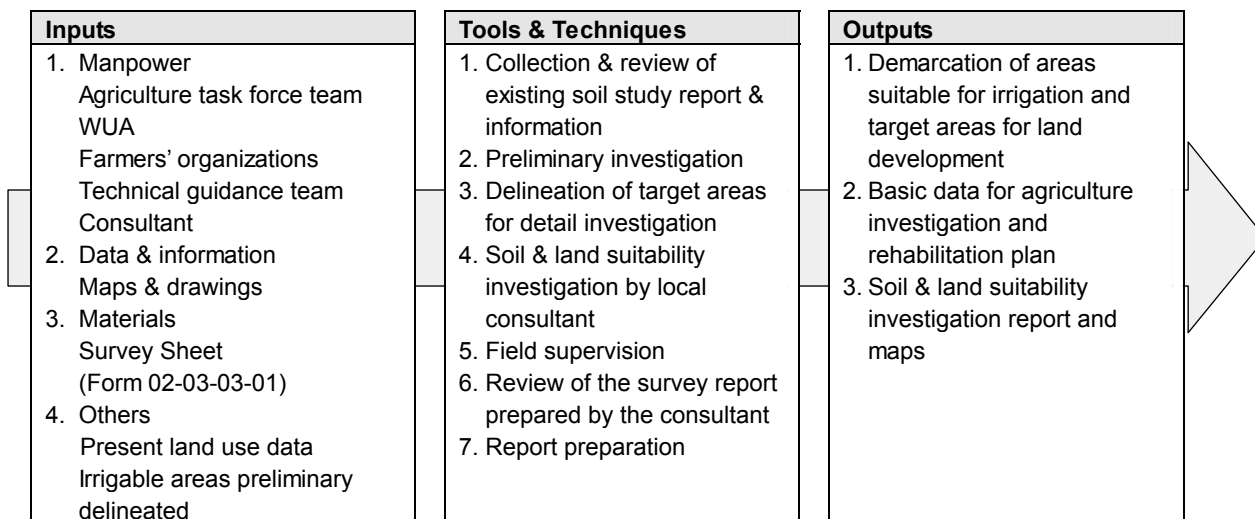 Inputs
1. Manpower
Agriculture task force team
WUA
Farmers' organizations
Technical guidance team
Consultant
2. Data & information
Maps & drawings
3. Materials
Survey Sheet
(Form 02-03-03-01)
4. Others
Present land use data
Irrigable areas preliminary
delineated
Tools & Techniques
1. Collection & review of
existing soil study report &
information
2. Preliminary investigation
3. Delineation of target areas
for detail investigation
4. Soil & land suitability
investigation by local
consultant
5. Field supervision
6. Review of the survey report
prepared by the consultant
7. Report preparation
Outputs
1. Demarcation of areas
suitable for irrigation and
target areas for land
development
2. Basic data for agriculture
investigation and
rehabilitation plan
3. Soil & land suitability
investigation report and
maps